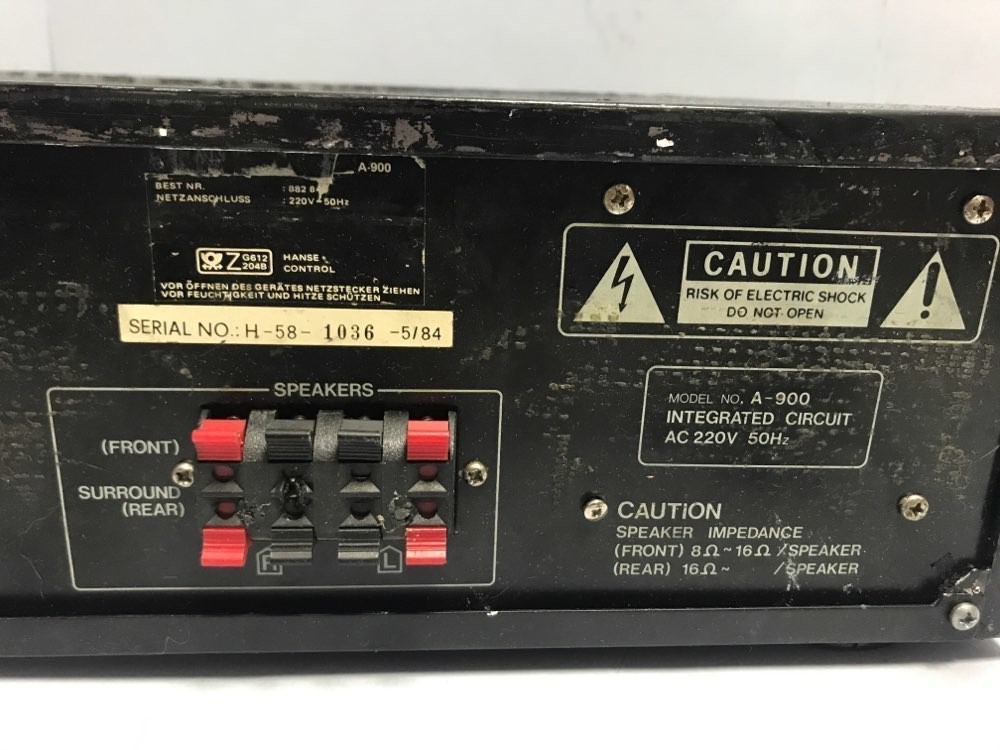 A-900
BEST NR. : 882 8
NETZANSCHLUSS : 220V~50Hz
Z G612 204B
HANSE CONTROL
VOR ÖFFNEN DES GERÄTES NETZSTECKER ZIEHEN
VOR FEUCHTIGKEIT UND HITZE SCHÜTZEN
SERIAL NO.: H-58- 1036 -5/84
SPEAKERS
(FRONT)
SURROUND
(REAR)
R L
CAUTION
RISK OF ELECTRIC SHOCK
DO NOT OPEN
MODEL NO. A-900
INTEGRATED CIRCUIT
AC 220V 50Hz
CAUTION
SPEAKER IMPEDANCE
(FRONT) 8Ω~16Ω /SPEAKER
(REAR) 16Ω~ /SPEAKER